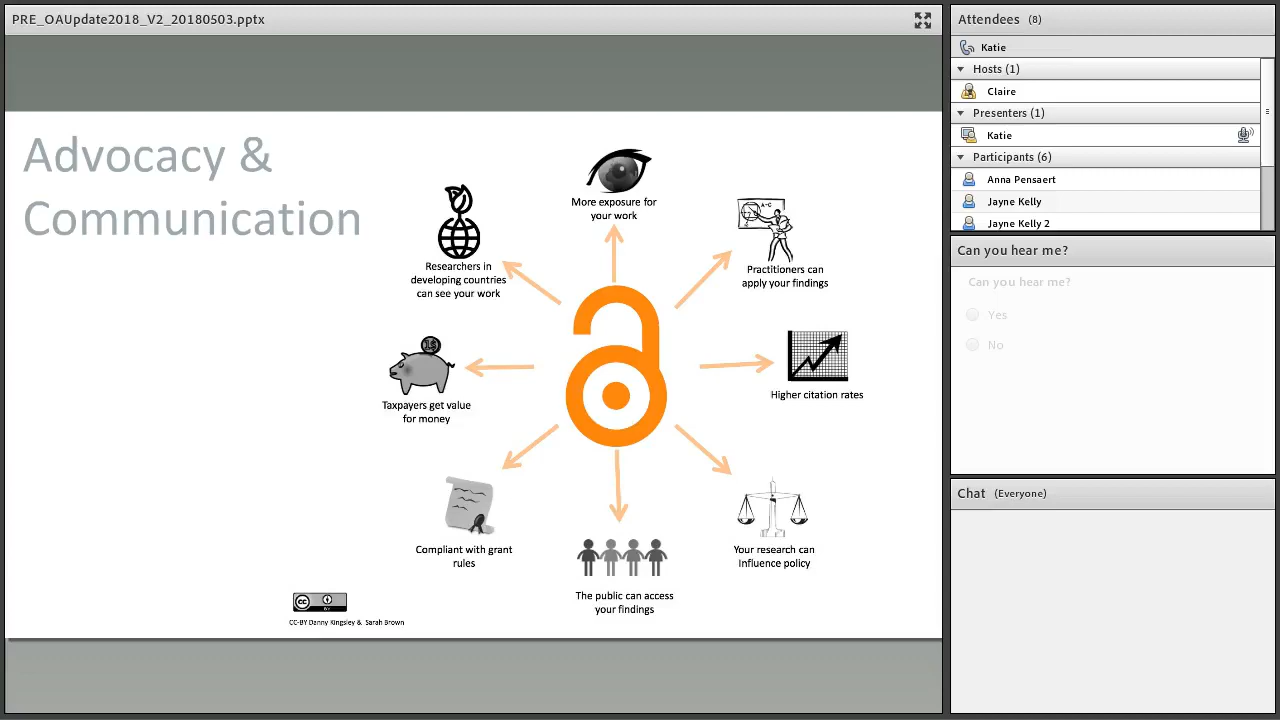 PRE_OAUpdate2018_V2_20180503.pptx
Advocacy &
Communication
More exposure for
your work
Practitioners can
apply your findings
Higher citation rates
Your research can
Influence policy
The public can access
your findings
Compliant with grant
rules
Taxpayers get value
for money
Researchers in
developing countries
can see your work
CC-BY Danny Kingsley & Sarah Brown
Attendees (8)
Katie
Hosts (1)
Claire
Presenters (1)
Katie
Participants (6)
Anna Pensaert
Jayne Kelly
Jayne Kelly 2
Can you hear me?
Can you hear me?
Yes
No
Chat (Everyone)